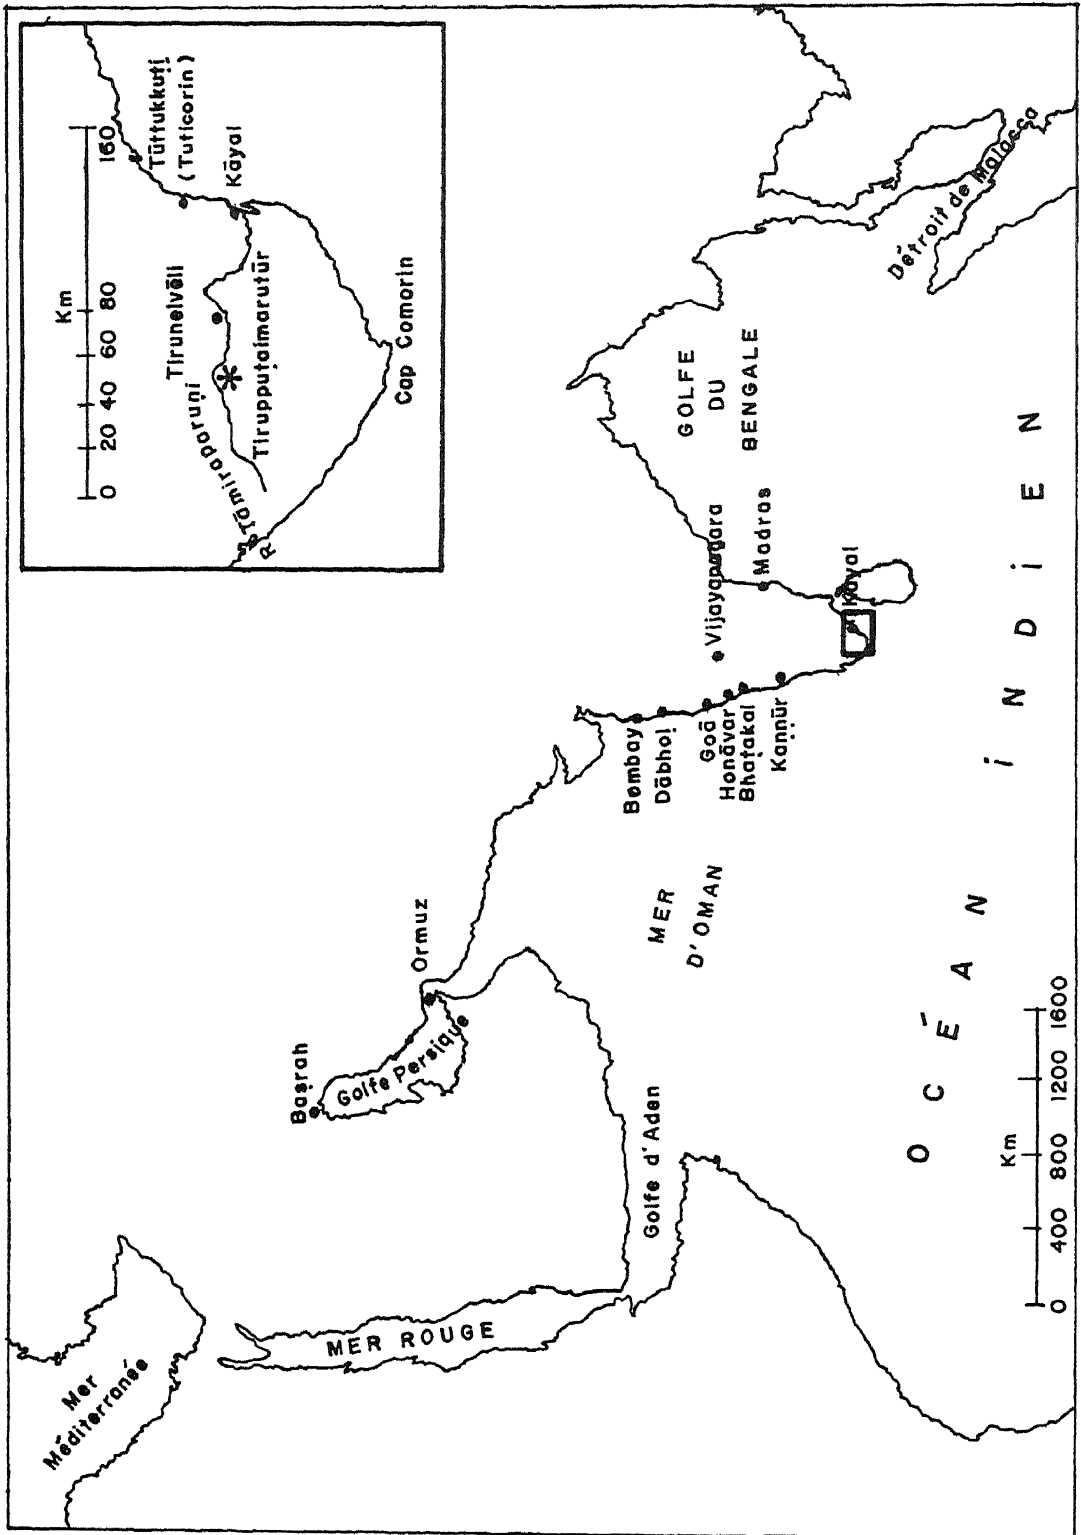 Mer
Méditerranée
MER ROUGE
Baṣrah
Golfe Persique
Ormuz
Golfe d'Aden
MER
D'OMAN
Bombay
Dābhoḷ
Goā
Honāvar
Bhaṭakal
Kaṇṇūr
Vijayanagara
Madras
Kāyal
GOLFE
DU
BENGALE
Détroit de Malacca
OCÉAN INDIEN
Km
0 400 800 1200 1600
Km
0 20 40 60 80 160
R. Tāmiraparuṇi
Tirunelvēli
Tiruppuṭaimarutūr
Tūttukkuṭi
(Tuticorin)
Kāyal
Cap Comorin